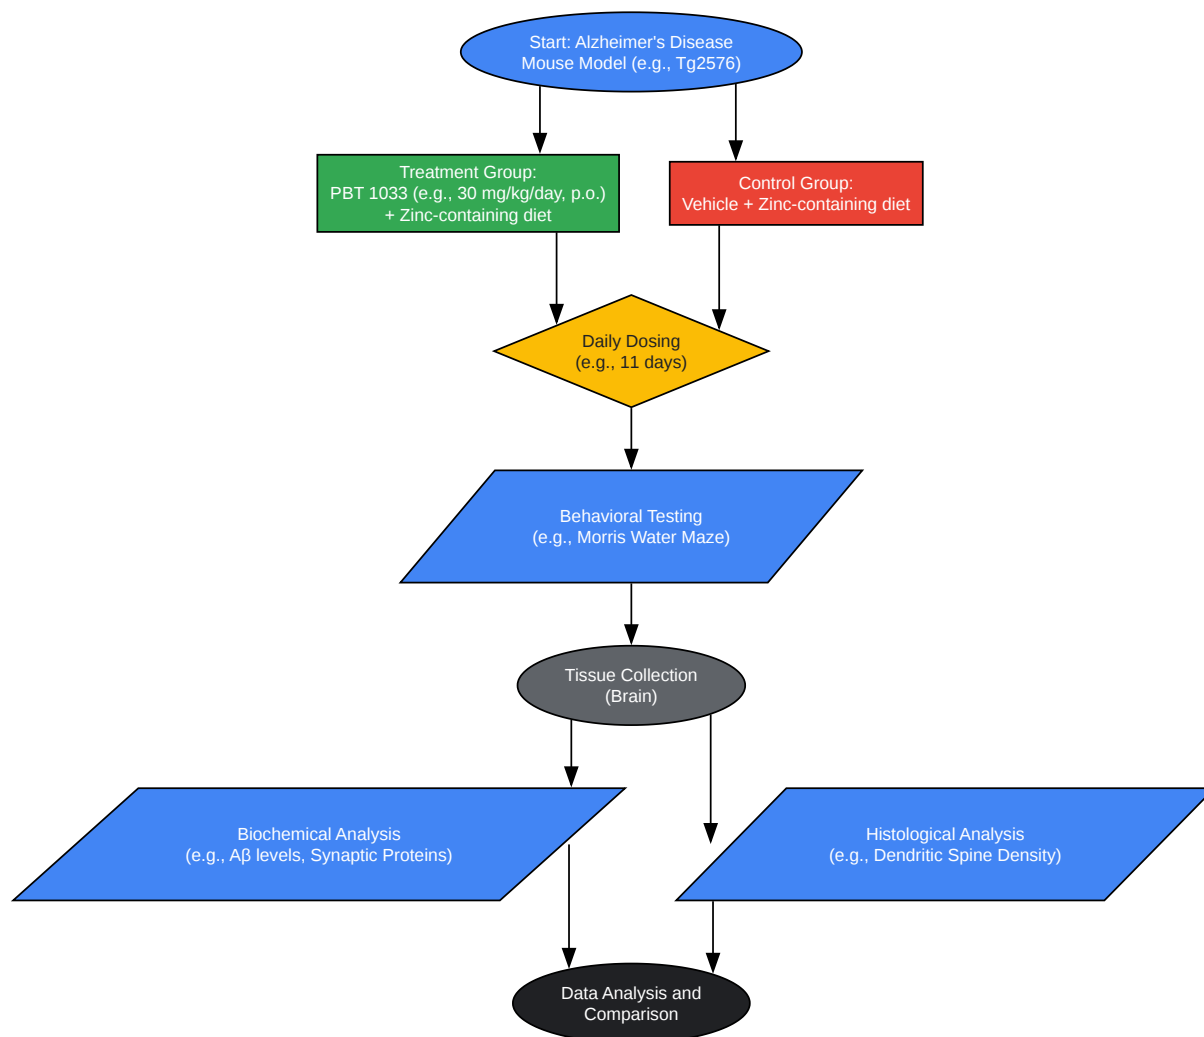 Start: Alzheimer's Disease
Mouse Model (e.g., Tg2576)
Treatment Group:
PBT 1033 (e.g., 30 mg/kg/day, p.o.)
+ Zinc-containing diet
Control Group:
Vehicle + Zinc-containing diet
Daily Dosing
(e.g., 11 days)
Behavioral Testing
(e.g., Morris Water Maze)
Tissue Collection
(Brain)
Biochemical Analysis
(e.g., Aβ levels, Synaptic Proteins)
Histological Analysis
(e.g., Dendritic Spine Density)
Data Analysis and
Comparison